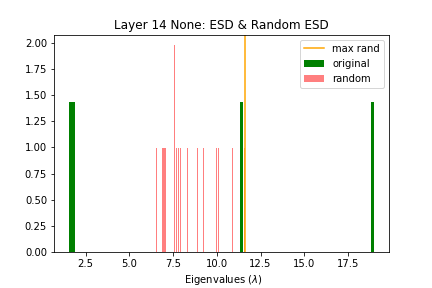 Layer 14 None: ESD & Random ESD
max rand
original
random
2.00
1.75
1.50
1.25
1.00
0.75
0.50
0.25
0.00
2.5 5.0 7.5 10.0 12.5 15.0 17.5
Eigenvalues (λ)